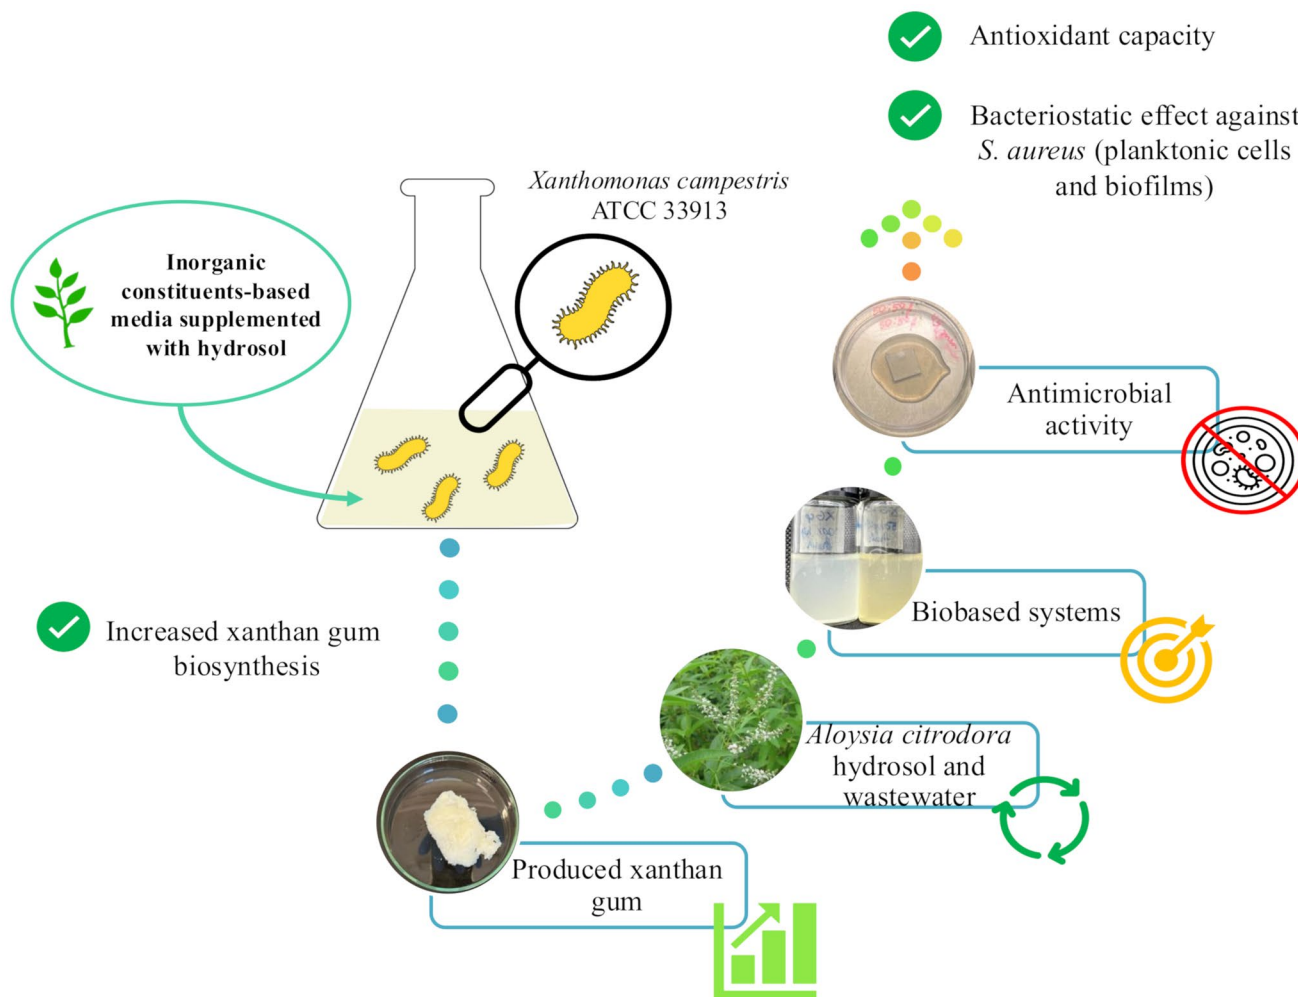 Antioxidant capacity
Bacteriostatic effect against
S. aureus (planktonic cells
and biofilms)
Xanthomonas campestris
ATCC 33913
Inorganic
constituents-based
media supplemented
with hydrosol
Antimicrobial
activity
Biobased systems
Increased xanthan gum
biosynthesis
Aloysia citrodora
hydrosol and
wastewater
Produced xanthan
gum